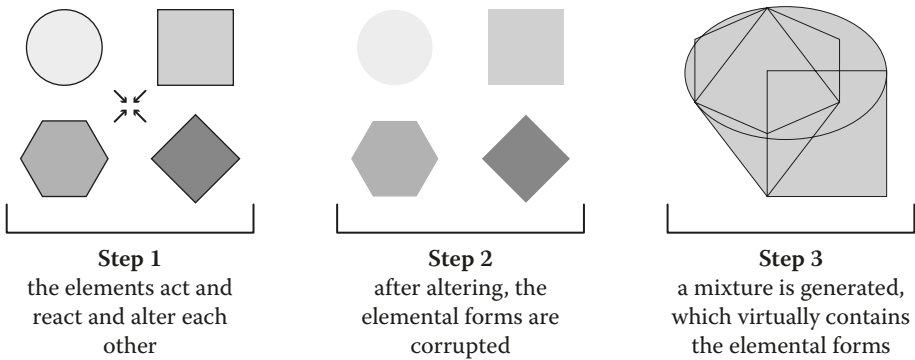 Step 1
the elements act and
react and alter each
other
Step 2
after altering, the
elemental forms are
corrupted
Step 3
a mixture is generated,
which virtually contains
the elemental forms